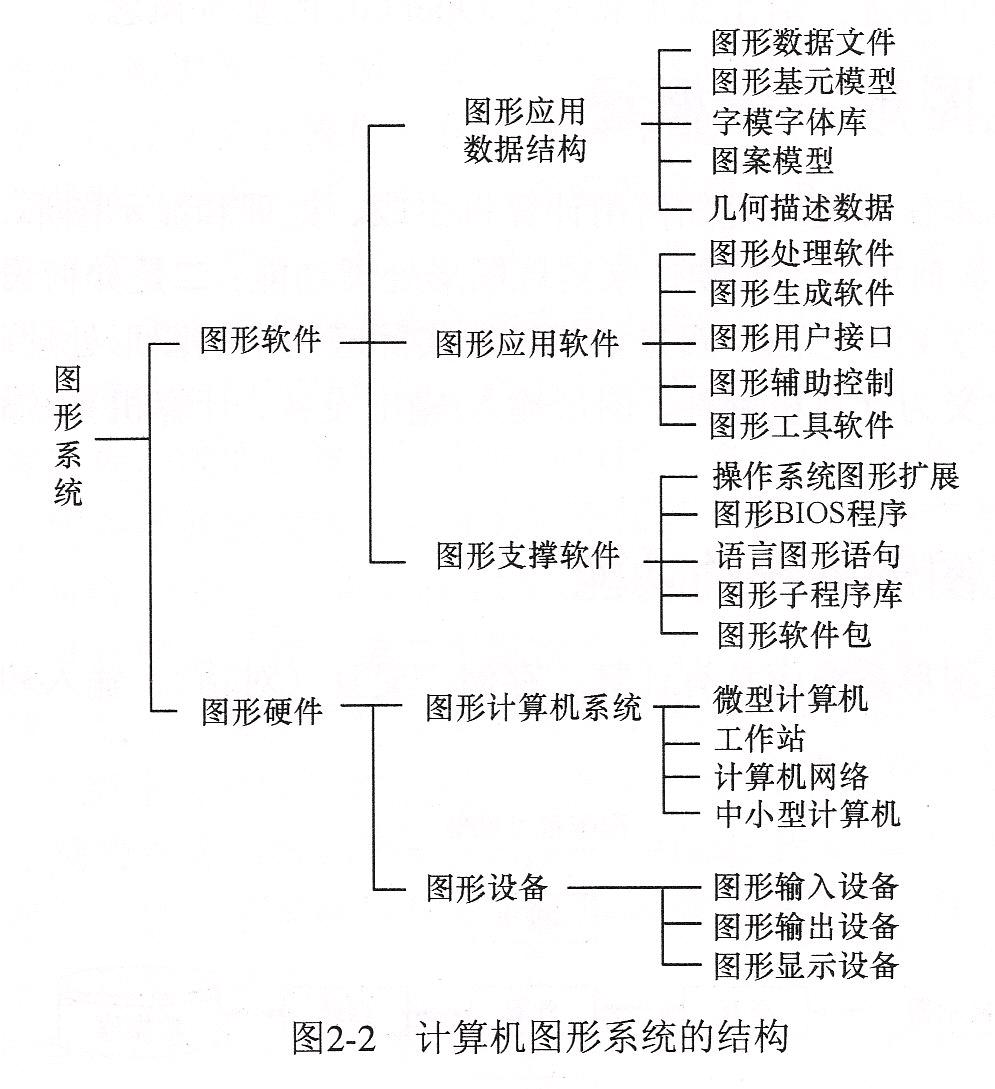 图形系统
图形软件
图形应用
数据结构
图形数据文件
图形基元模型
字模字体库
图案模型
几何描述数据
图形应用软件
图形处理软件
图形生成软件
图形用户接口
图形辅助控制
图形工具软件
图形支撑软件
操作系统图形扩展
图形BIOS程序
语言图形语句
图形子程序库
图形软件包
图形硬件
图形计算机系统
微型计算机
工作站
计算机网络
中小型计算机
图形设备
图形输入设备
图形输出设备
图形显示设备
图2-2 计算机图形系统的结构